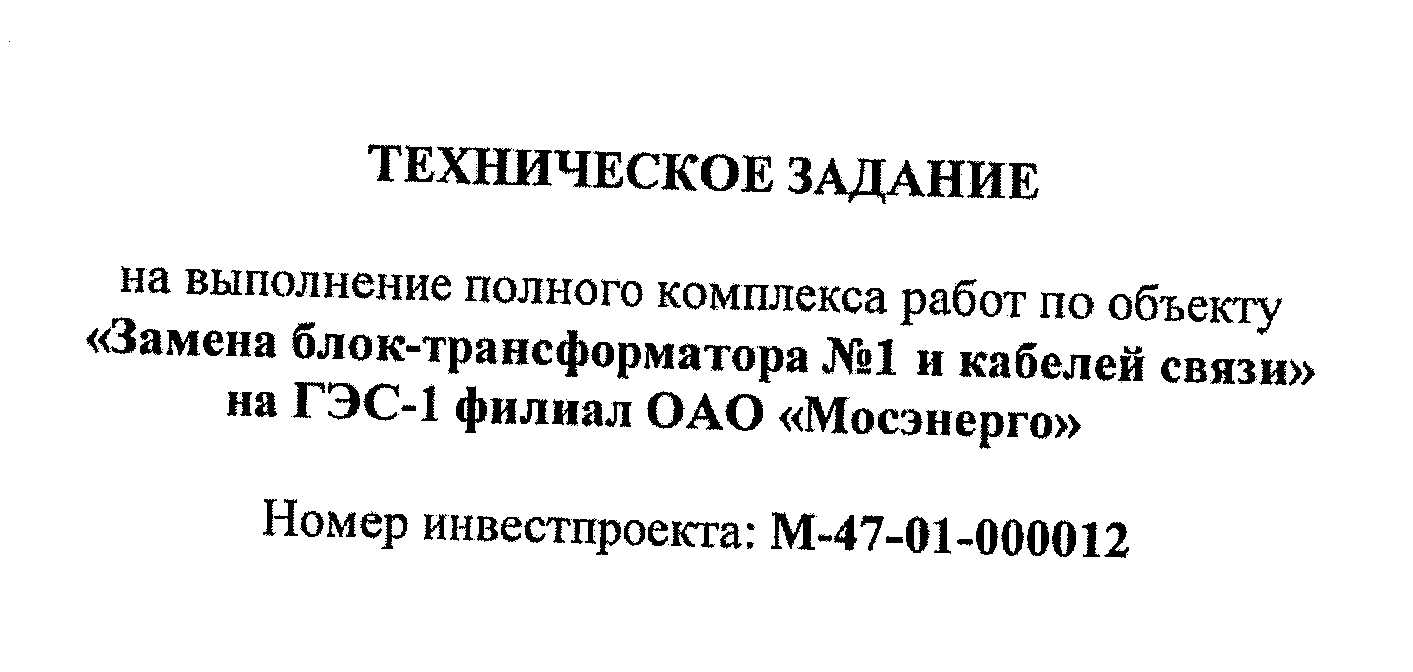 ТЕХНИЧЕСКОЕ ЗАДАНИЕ
на выполнение полного комплекса работ по объекту
«Замена блок-трансформатора №1 и кабелей связи»
на ГЭС-1 филиал ОАО «Мосэнерго»
Номер инвестпроекта: М-47-01-000012